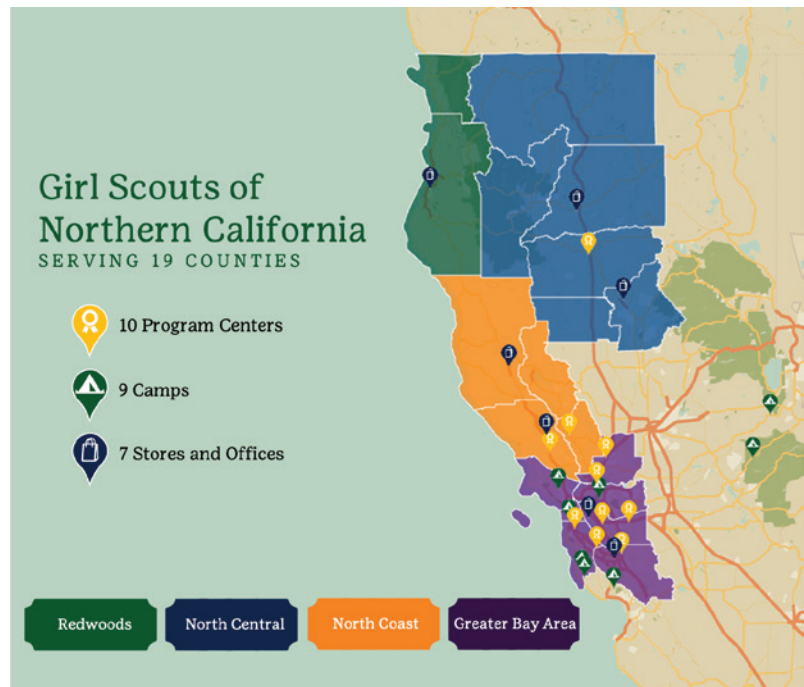 Girl Scouts of
Northern California
SERVING 19 COUNTIES
10 Program Centers
9 Camps
7 Stores and Offices
Redwoods
North Central
North Coast
Greater Bay Area